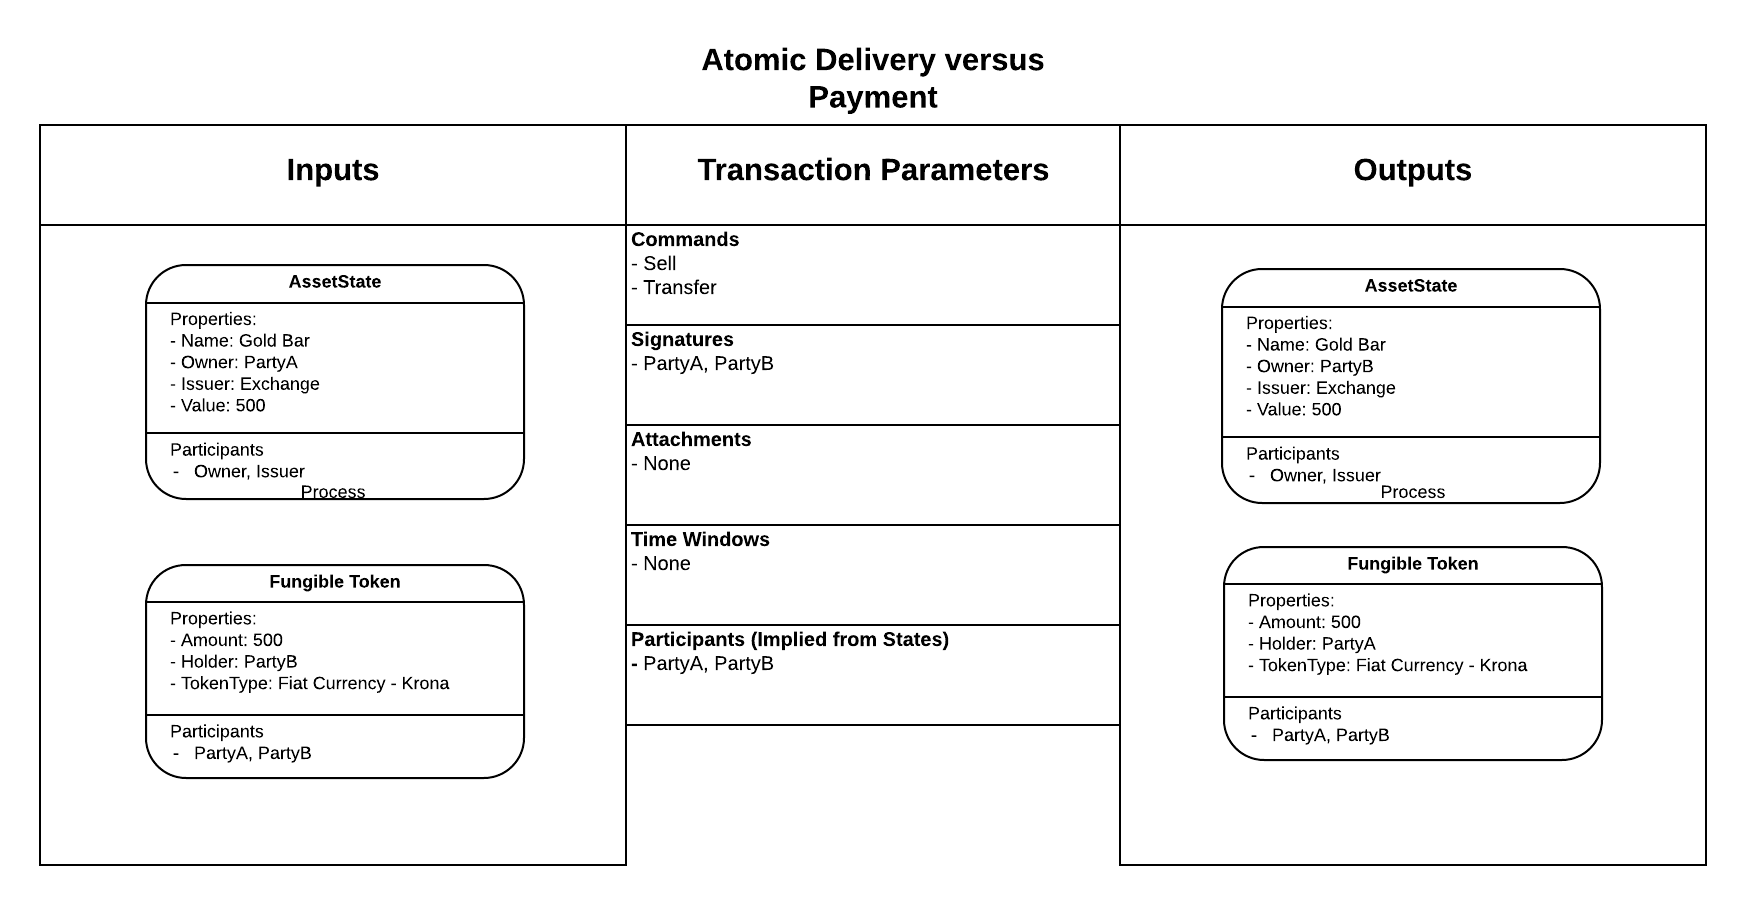 Atomic Delivery versus
Payment
Inputs
Transaction Parameters
Outputs
AssetState
Properties:
- Name: Gold Bar
- Owner: PartyA
- Issuer: Exchange
- Value: 500
Participants
- Owner, Issuer
Process
Fungible Token
Properties:
- Amount: 500
- Holder: PartyB
- TokenType: Fiat Currency - Krona
Participants
- PartyA, PartyB
Commands
- Sell
- Transfer
Signatures
- PartyA, PartyB
Attachments
- None
Time Windows
- None
Participants (Implied from States)
- PartyA, PartyB
AssetState
Properties:
- Name: Gold Bar
- Owner: PartyB
- Issuer: Exchange
- Value: 500
Participants
- Owner, Issuer
Process
Fungible Token
Properties:
- Amount: 500
- Holder: PartyA
- TokenType: Fiat Currency - Krona
Participants
- PartyA, PartyB